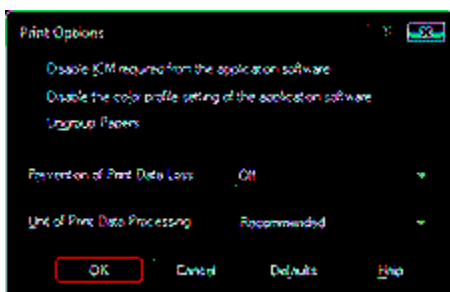 Print Options
Disable ICM required from the application software
Disable the color profile setting of the application software
Ungroup Papers
Prevention of Print Data Loss: Off
Unit of Print Data Processing: Recommended
OK Cancel Defaults Help